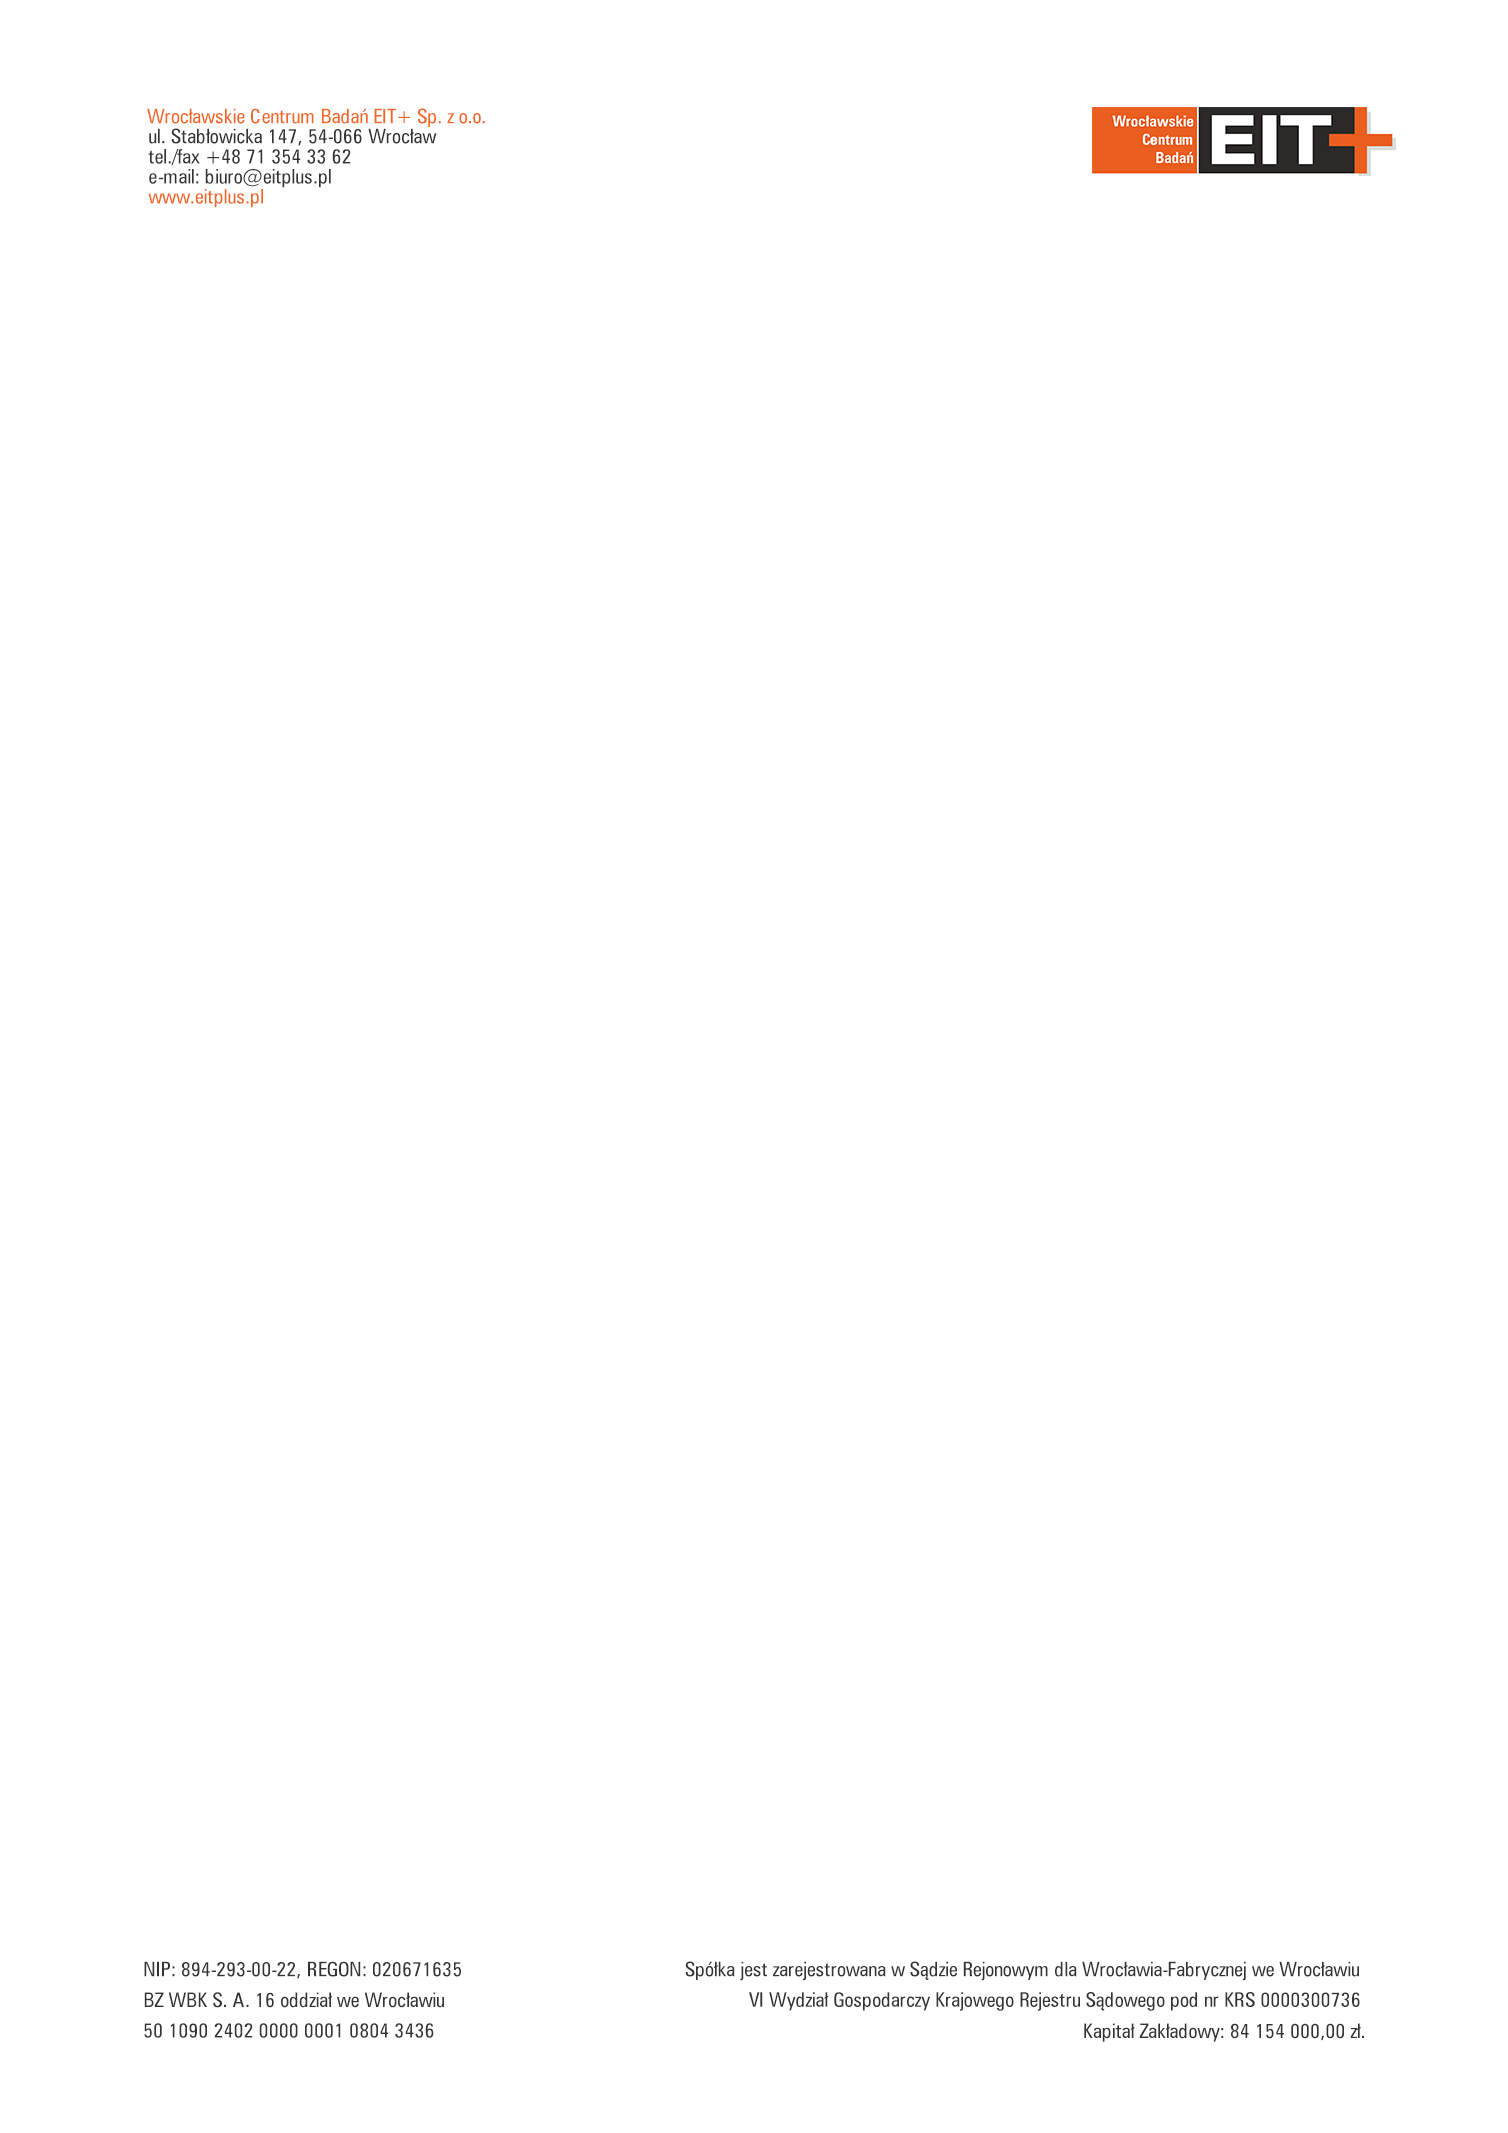 Wrocławskie Centrum Badań EIT+ Sp. z o.o.
ul. Stabłowicka 147, 54-066 Wrocław
tel./fax +48 71 354 33 62
e-mail: biuro@eitplus.pl
www.eitplus.pl
Wrocławskie
Centrum
Badań
EIT+
NIP: 894-293-00-22, REGON: 020671635
BZ WBK S. A. 16 oddział we Wrocławiu
50 1090 2402 0000 0001 0804 3436
Spółka jest zarejestrowana w Sądzie Rejonowym dla Wrocławia-Fabrycznej we Wrocławiu
VI Wydział Gospodarczy Krajowego Rejestru Sądowego pod nr KRS 0000300736
Kapitał Zakładowy: 84 154 000,00 zł.